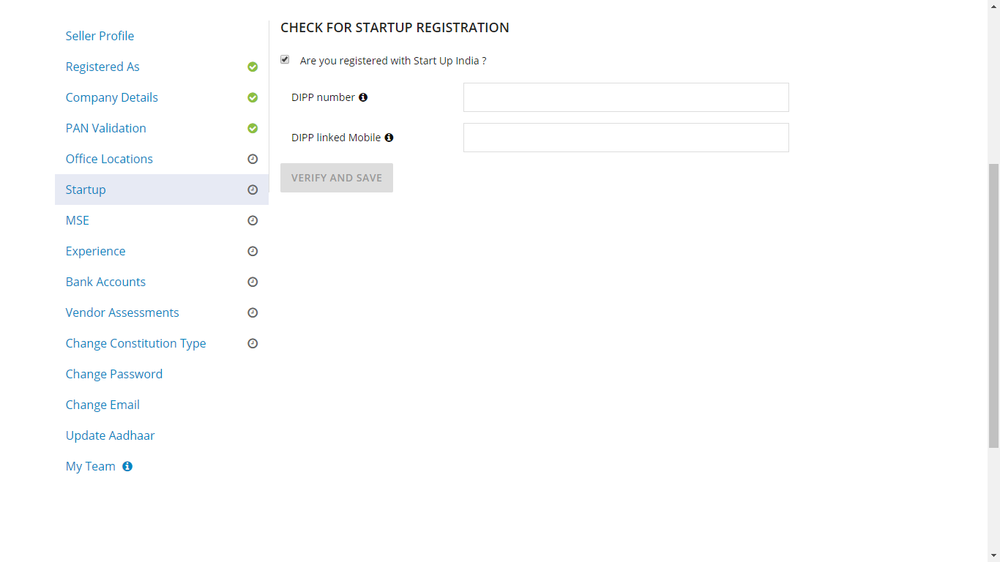 Seller Profile
Registered As
Company Details
PAN Validation
Office Locations
Startup
MSE
Experience
Bank Accounts
Vendor Assessments
Change Constitution Type
Change Password
Change Email
Update Aadhaar
My Team
CHECK FOR STARTUP REGISTRATION
Are you registered with Start Up India ?
DIPP number
DIPP linked Mobile
VERIFY AND SAVE